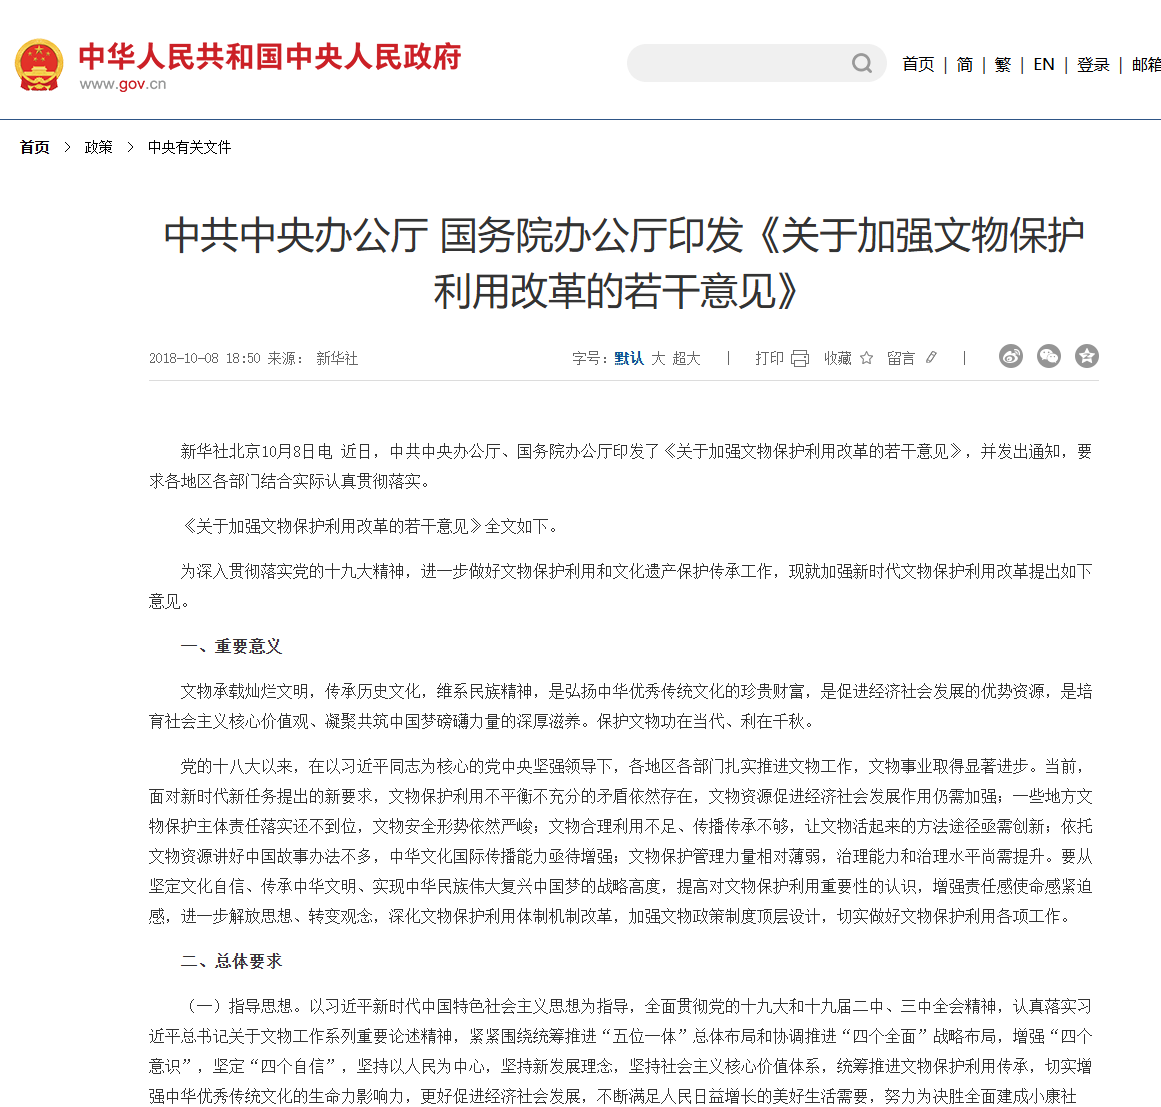 中华人民共和国中央人民政府
www.gov.cn
首页 | 简 | 繁 | EN | 登录 | 邮箱
首页 > 政策 > 中央有关文件
中共中央办公厅 国务院办公厅印发《关于加强文物保护
利用改革的若干意见》
2018-10-08 18:50 来源： 新华社
字号：默认 大 超大 | 打印 收藏 留言 |
新华社北京10月8日电 近日，中共中央办公厅、国务院办公厅印发了《关于加强文物保护利用改革的若干意见》，并发出通知，要
求各地区各部门结合实际认真贯彻落实。
《关于加强文物保护利用改革的若干意见》全文如下。
为深入贯彻落实党的十九大精神，进一步做好文物保护利用和文化遗产保护传承工作，现就加强新时代文物保护利用改革提出如下
意见。
一、重要意义
文物承载灿烂文明，传承历史文化，维系民族精神，是弘扬中华优秀传统文化的珍贵财富，是促进经济社会发展的优势资源，是培
育社会主义核心价值观、凝聚共筑中国梦磅礴力量的深厚滋养。保护文物功在当代、利在千秋。
党的十八大以来，在以习近平同志为核心的党中央坚强领导下，各地区各部门扎实推进文物工作，文物事业取得显著进步。当前，
面对新时代新任务提出的新要求，文物保护利用不平衡不充分的矛盾依然存在，文物资源促进经济社会发展作用仍需加强；一些地方文
物保护主体责任落实还不到位，文物安全形势依然严峻；文物合理利用不足、传播传承不够，让文物活起来的方法途径亟需创新；依托
文物资源讲好中国故事办法不多，中华文化国际传播能力亟待增强；文物保护管理力量相对薄弱，治理能力和治理水平尚需提升。要从
坚定文化自信、传承中华文明、实现中华民族伟大复兴中国梦的战略高度，提高对文物保护利用重要性的认识，增强责任感使命感紧迫
感，进一步解放思想、转变观念，深化文物保护利用体制机制改革，加强文物政策制度顶层设计，切实做好文物保护利用各项工作。
二、总体要求
（一）指导思想。以习近平新时代中国特色社会主义思想为指导，全面贯彻党的十九大和十九届二中、三中全会精神，认真落实习
近平总书记关于文物工作系列重要论述精神，紧紧围绕统筹推进“五位一体”总体布局和协调推进“四个全面”战略布局，增强“四个
意识”，坚定“四个自信”，坚持以人民为中心，坚持新发展理念，坚持社会主义核心价值体系，统筹推进文物保护利用传承，切实增
强中华优秀传统文化的生命力影响力，更好促进经济社会发展，不断满足人民日益增长的美好生活需要，努力为决胜全面建成小康社